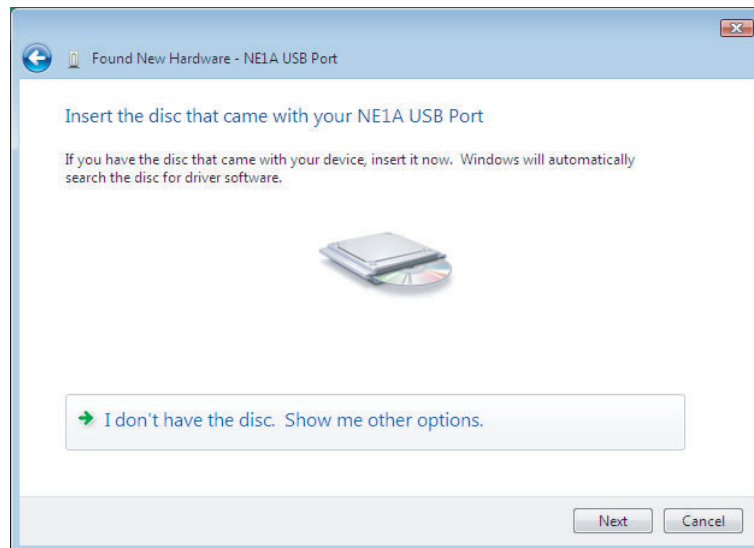 Found New Hardware - NE1A USB Port
Insert the disc that came with your NE1A USB Port
If you have the disc that came with your device, insert it now. Windows will automatically
search the disc for driver software.
I don't have the disc. Show me other options.
Next Cancel